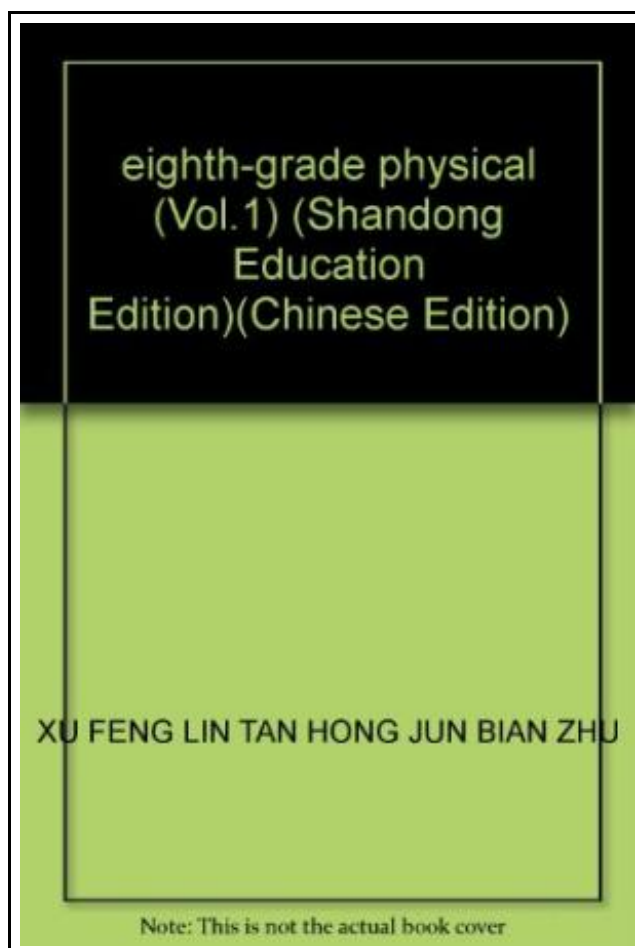 eighth-grade physical
(Vol.1) (Shandong
Education
Edition)(Chinese Edition)
XU FENG LIN TAN HONG JUN BIAN ZHU
Note: This is not the actual book cover